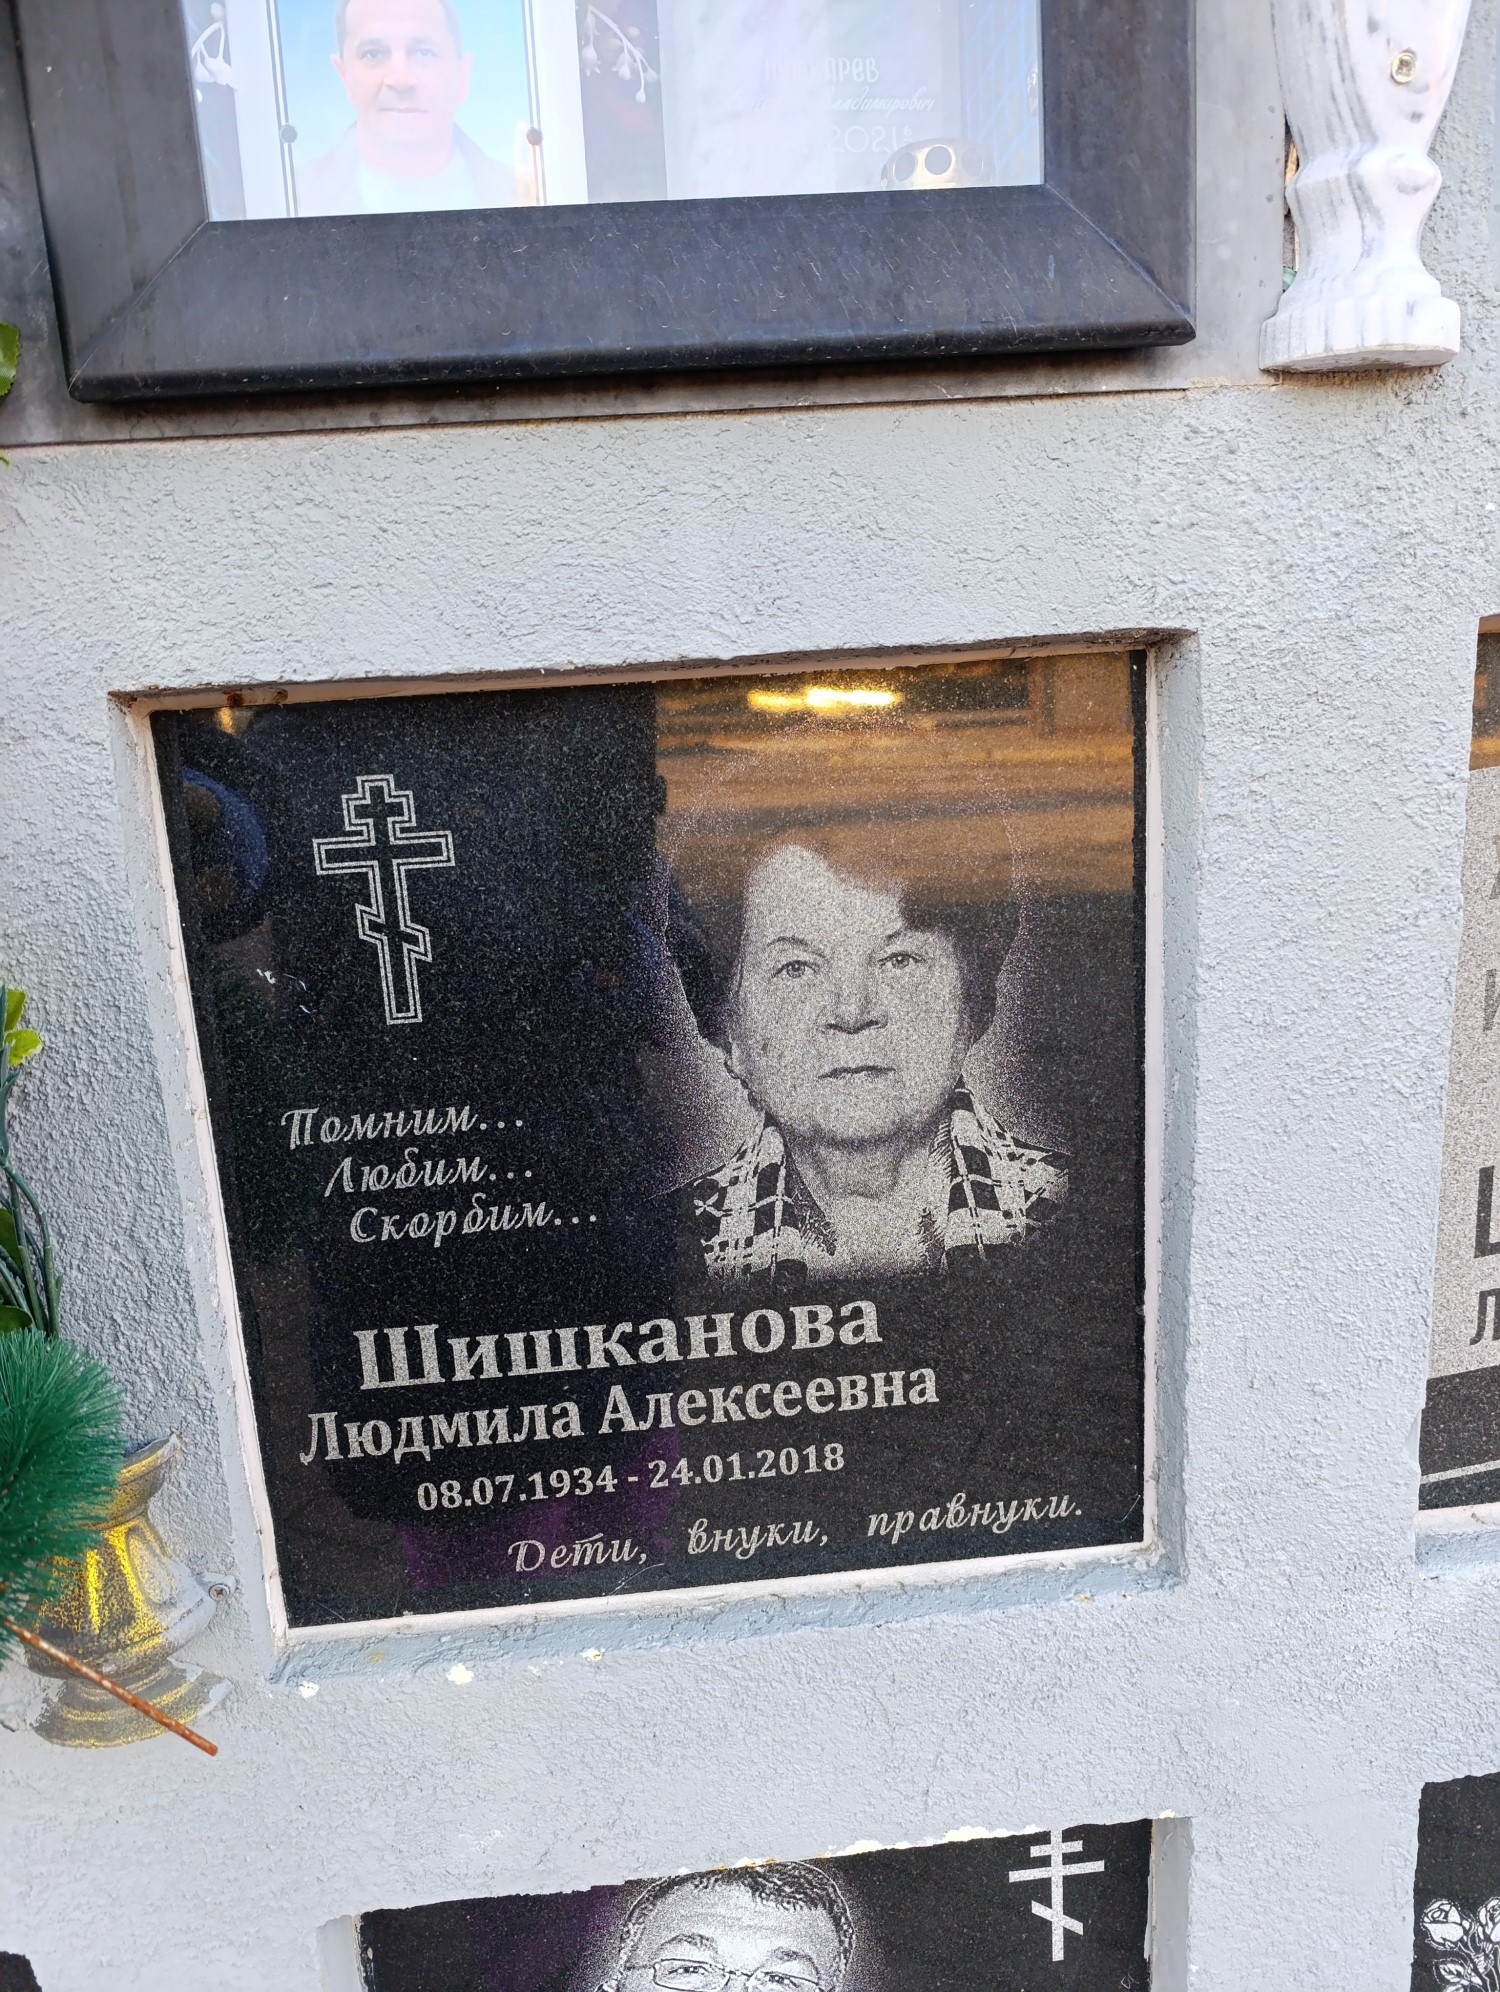 Помним...
Любим...
Скорбим...
Шишканова
Людмила Алексеевна
08.07.1934 - 24.01.2018
Дети, внуки, правнуки.